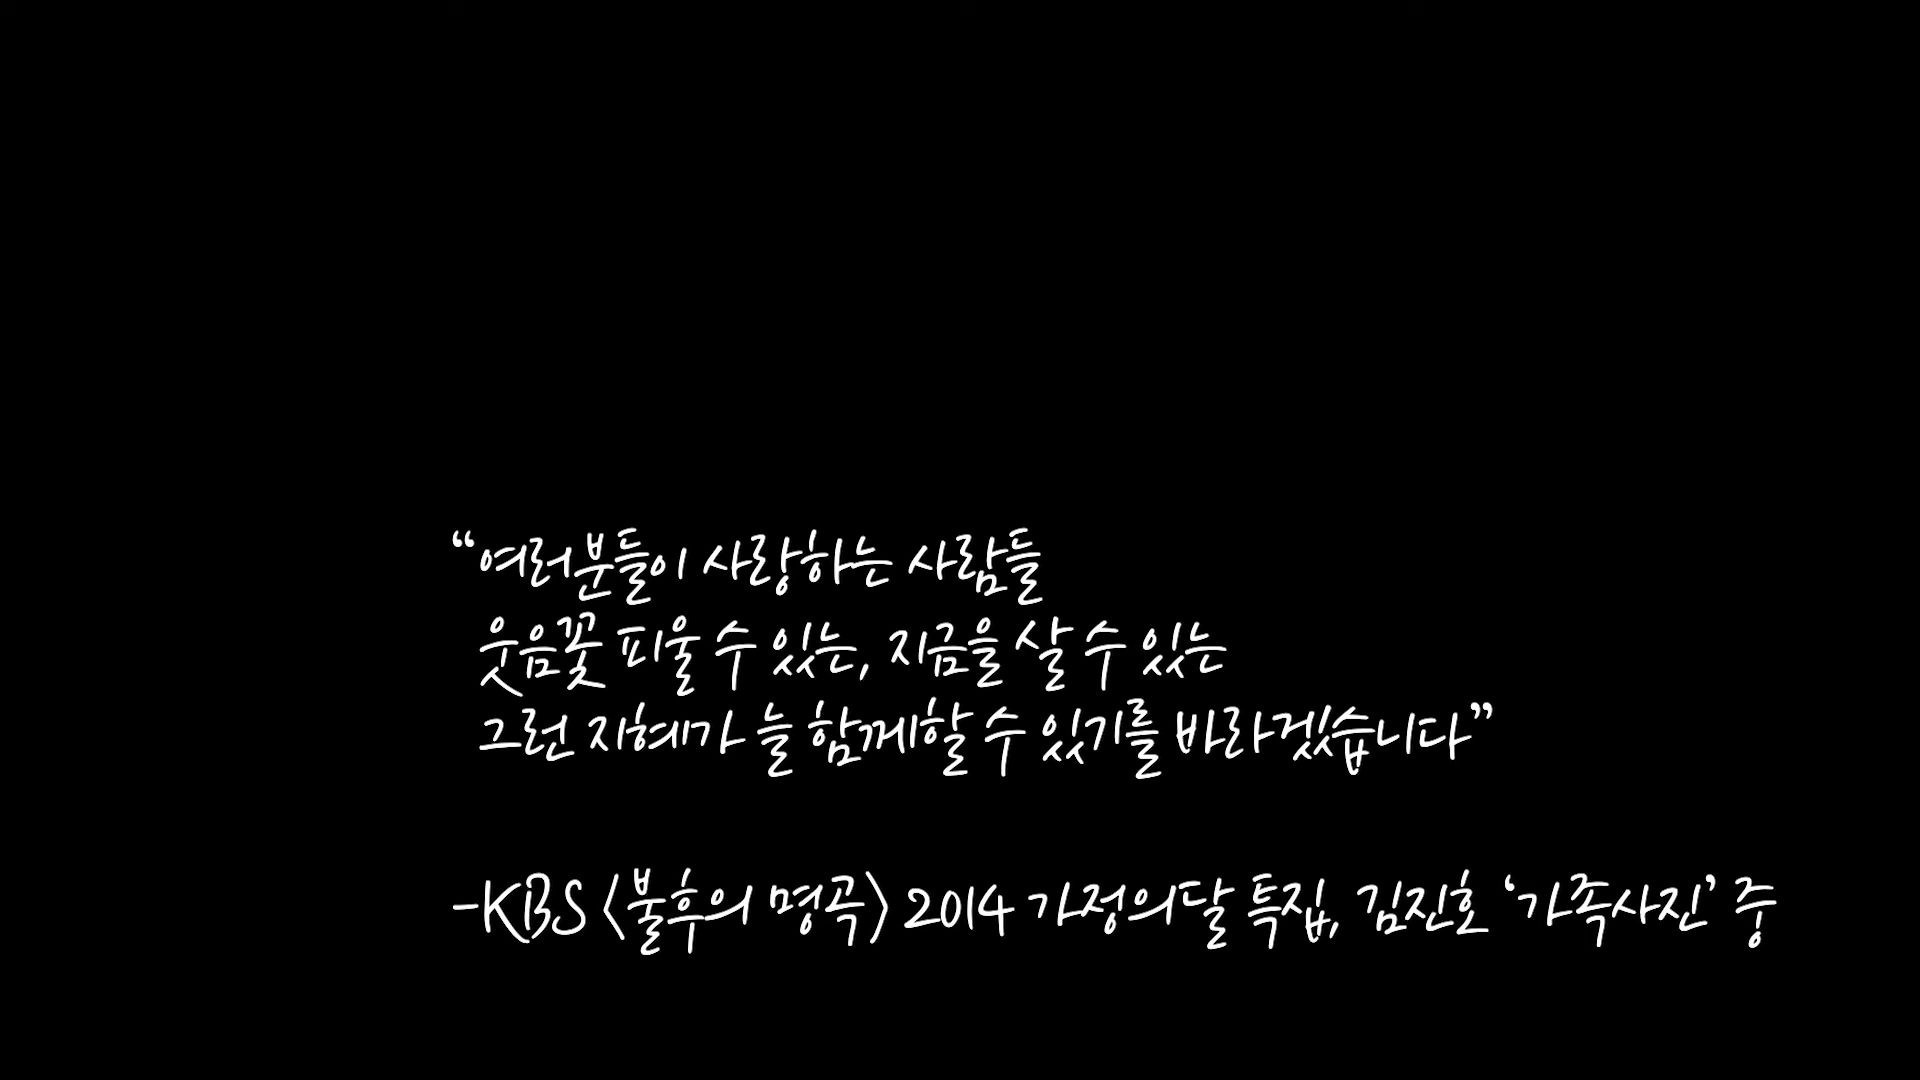 “여러분들이 사랑하는 사람들
웃음꽃 피울 수 있는, 지금을 살 수 있는
그런 지혜가 늘 함께할 수 있기를 바라겠습니다”
-KBS <불후의 명곡> 2014 가정의달 특집, 김진호 ‘가족사진’ 중